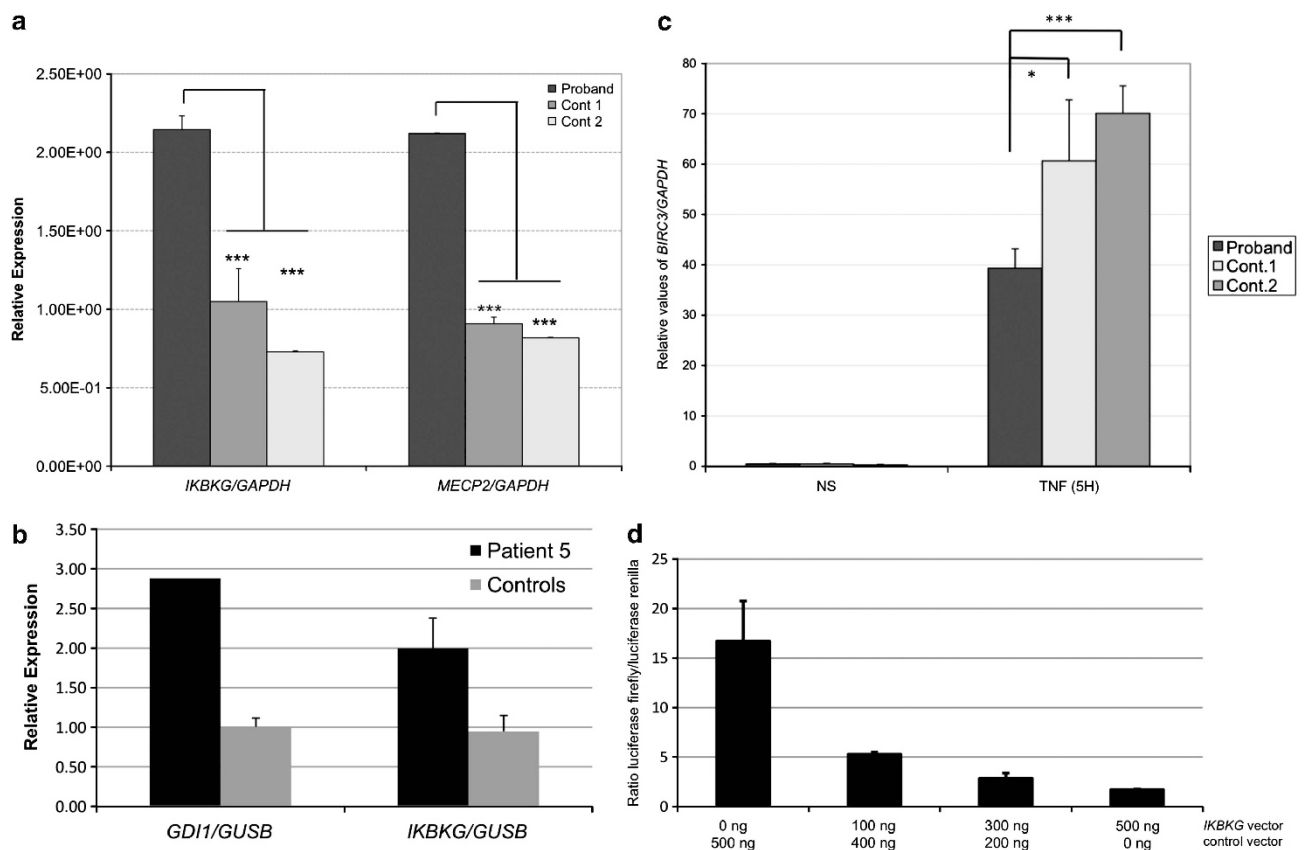 a
2.50E+00
2.00E+00
1.50E+00
1.00E+00
5.00E-01
0.00E+00
Relative Expression
Proband
Cont 1
Cont 2
***
***
***
***
IKBKG/GAPDH
MECP2/GAPDH
c
80
70
60
50
40
30
20
10
0
Relative values of BIRC3/GAPDH
***
*
NS
TNF (5H)
Proband
Cont.1
Cont.2
b
3.50
3.00
2.50
2.00
1.50
1.00
0.50
0.00
Relative Expression
Patient 5
Controls
GDI1/GUSB
IKBKG/GUSB
d
25
20
15
10
5
0
Ratio luciferase firefly/luciferase renilla
0 ng 100 ng 300 ng 500 ng IKBKG vector
500 ng 400 ng 200 ng 0 ng control vector